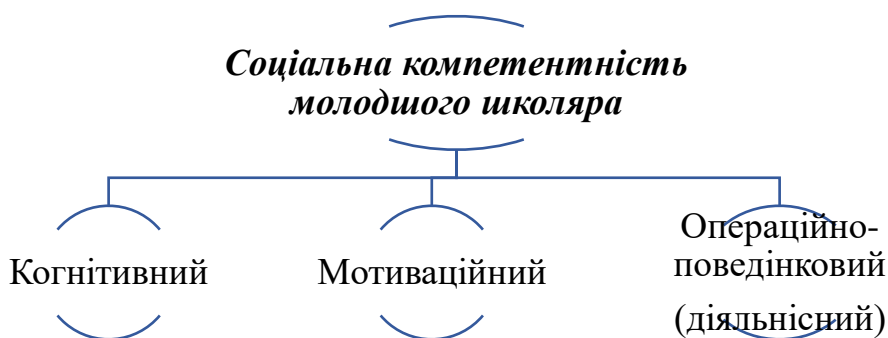 Соціальна компетентність
молодшого школяра
Когнітивний
Мотиваційний
Операційно-
поведінковий
(діяльнісний)